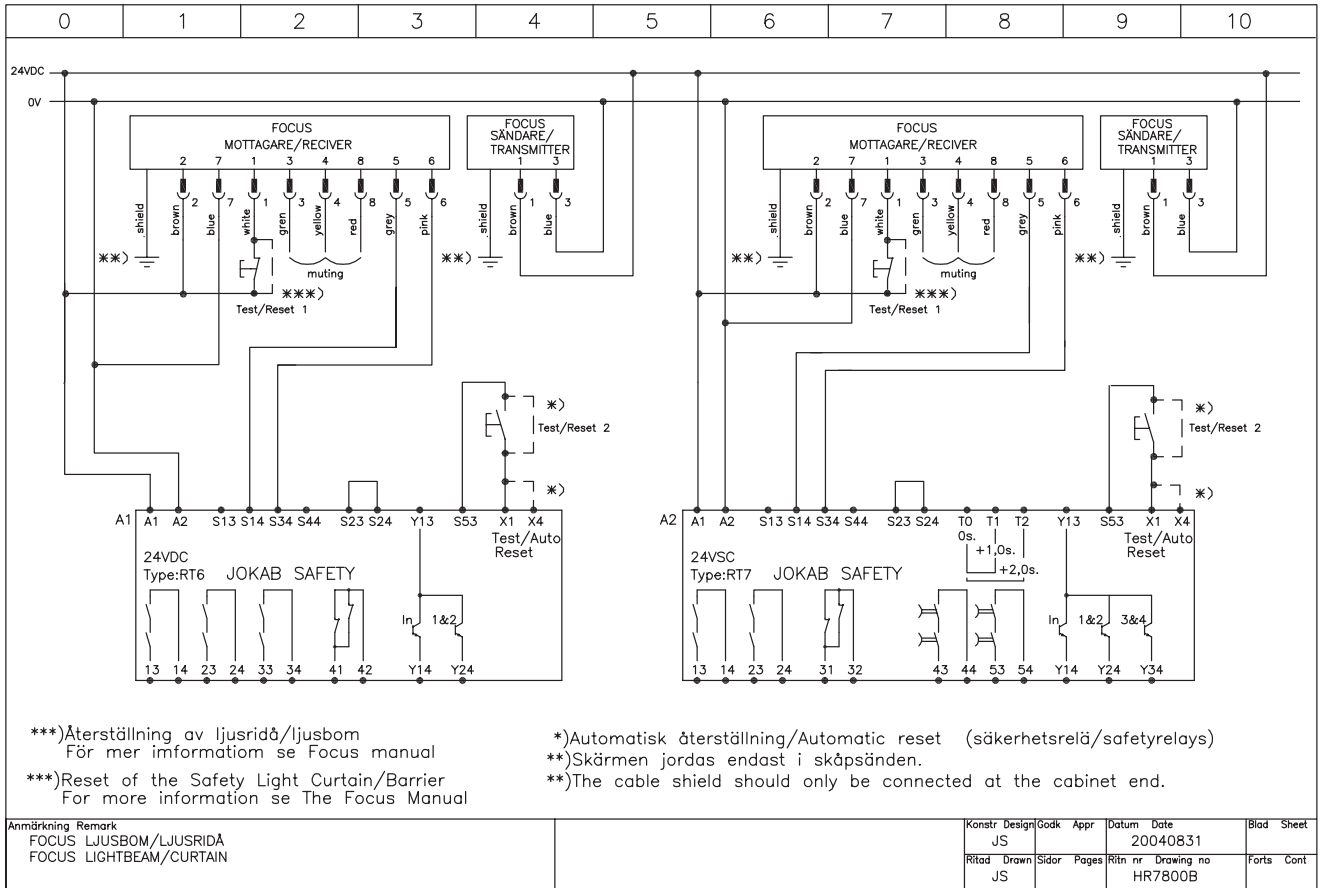 0 1 2 3 4 5 6 7 8 9 10
24VDC
0V
FOCUS
MOTTAGARE/RECIVER
2 7 1 3 4 8 5 6
FOCUS
SÄNDARE/
TRANSMITTER
1 3
FOCUS
MOTTAGARE/RECIVER
2 7 1 3 4 8 5 6
FOCUS
SÄNDARE/
TRANSMITTER
1 3
shield brown 2 blue 7 white 1 gren 3 yellow 4 red 8 grey 5 pink 6
shield brown 1 blue 3
shield brown 2 blue 7 white 1 gren 3 yellow 4 red 8 grey 5 pink 6
shield brown 1 blue 3
**) muting **) **) muting **)
***) ***)
Test/Reset 1 Test/Reset 1
*) *)
Test/Reset 2 Test/Reset 2
*) *)
A1 A1 A2 S13 S14 S34 S44 S23 S24 Y13 S53 X1 X4
Test/Auto
Reset
24VDC
Type:RT6 JOKAB SAFETY
In 1&2
13 14 23 24 33 34 41 42 Y14 Y24
A2 A1 A2 S13 S14 S34 S44 S23 S24 T0 T1 T2 Y13 S53 X1 X4
0s.
+1,0s.
+2,0s.
Test/Auto
Reset
24VSC
Type:RT7 JOKAB SAFETY
In 1&2 3&4
13 14 23 24 31 32 43 44 53 54 Y14 Y24 Y34
***)Återställning av ljusridå/ljusbom
För mer imformatiom se Focus manual
***)Reset of the Safety Light Curtain/Barrier
For more information se The Focus Manual
*)Automatisk återställning/Automatic reset (säkerhetsrelä/safetyrelays)
**)Skärmen jordas endast i skåpsänden.
**)The cable shield should only be connected at the cabinet end.
Anmärkning Remark
FOCUS LJUSBOM/LJUSRIDÅ
FOCUS LIGHTBEAM/CURTAIN
Konstr Design Godk Appr Datum Date Blad Sheet
JS 20040831
Ritad Drawn Sidor Pages Ritn nr Drawing no Forts Cont
JS HR7800B